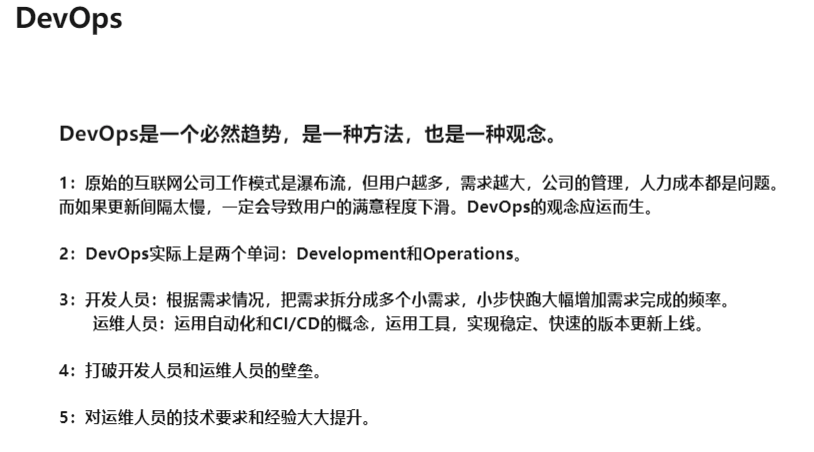 DevOps
DevOps是一个必然趋势，是一种方法，也是一种观念。
1：原始的互联网公司工作模式是瀑布流，但用户越多，需求越大，公司的管理，人力成本都是问题。
而如果更新间隔太慢，一定会导致用户的满意程度下滑。DevOps的观念应运而生。
2：DevOps实际上是两个单词：Development和Operations。
3：开发人员：根据需求情况，把需求拆分成多个小需求，小步快跑大幅增加需求完成的频率。
运维人员：运用自动化和CI/CD的概念，运用工具，实现稳定、快速的版本更新上线。
4：打破开发人员和运维人员的壁垒。
5：对运维人员的技术要求和经验大大提升。